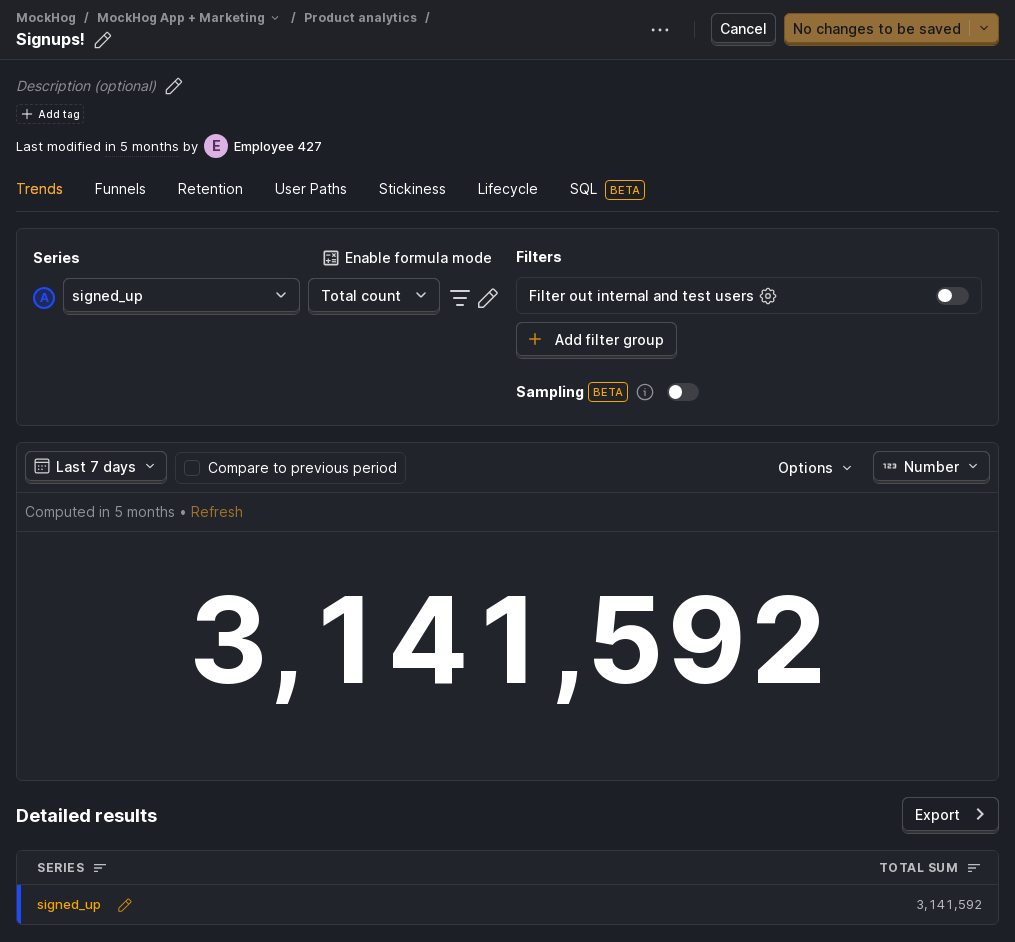 MockHog / MockHog App + Marketing / Product analytics /
Signups!
Cancel
No changes to be saved
Description (optional)
Add tag
Last modified in 5 months by E Employee 427
Trends Funnels Retention User Paths Stickiness Lifecycle SQL BETA
Series
Enable formula mode
A signed_up Total count
Filters
Filter out internal and test users
+ Add filter group
Sampling BETA
Last 7 days
Compare to previous period
Options
123 Number
Computed in 5 months • Refresh
3,141,592
Detailed results
Export
SERIES TOTAL SUM
signed_up 3,141,592